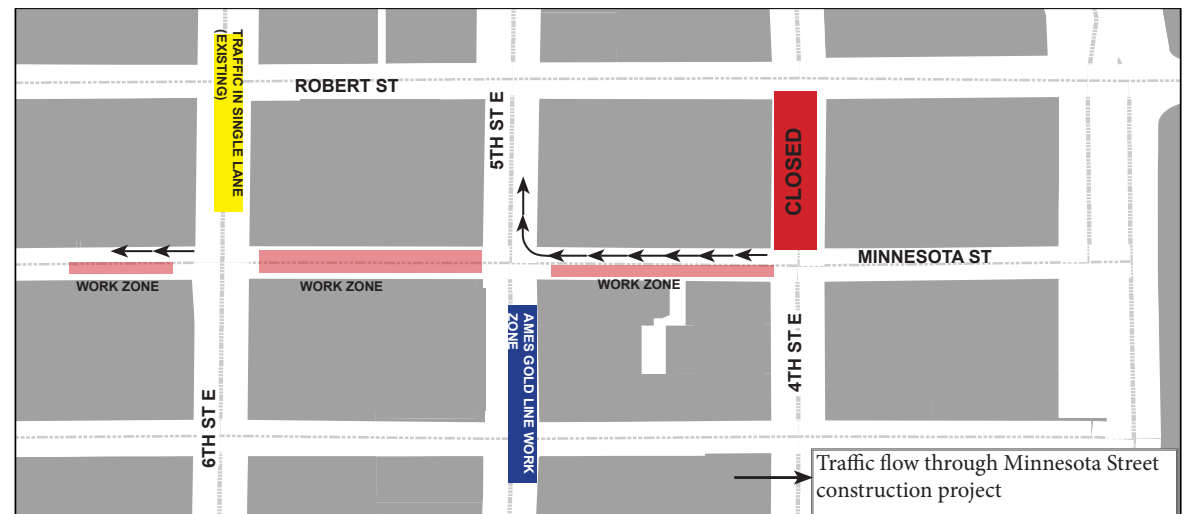 TRAFFIC IN SINGLE LANE
(EXISTING)
ROBERT ST
5TH ST E
CLOSED
MINNESOTA ST
WORK ZONE
WORK ZONE
WORK ZONE
AMES GOLD LINE WORK
ZONE
4TH ST E
6TH ST E
Traffic flow through Minnesota Street
construction project